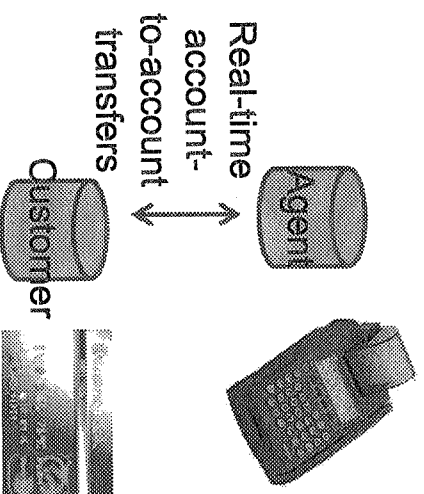 Real-time
account-
to-account
transfers
Agent
Customer